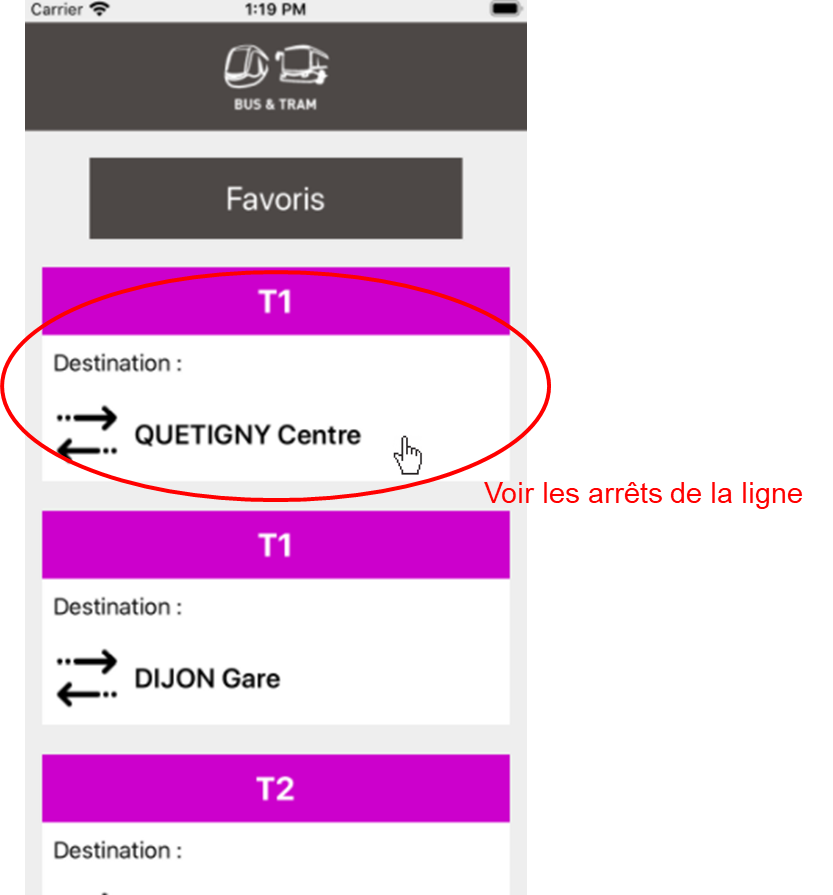 Carrier
1:19 PM
BUS & TRAM
Favoris
T1
Destination :
QUETIGNY Centre
Voir les arrêts de la ligne
T1
Destination :
DIJON Gare
T2
Destination :